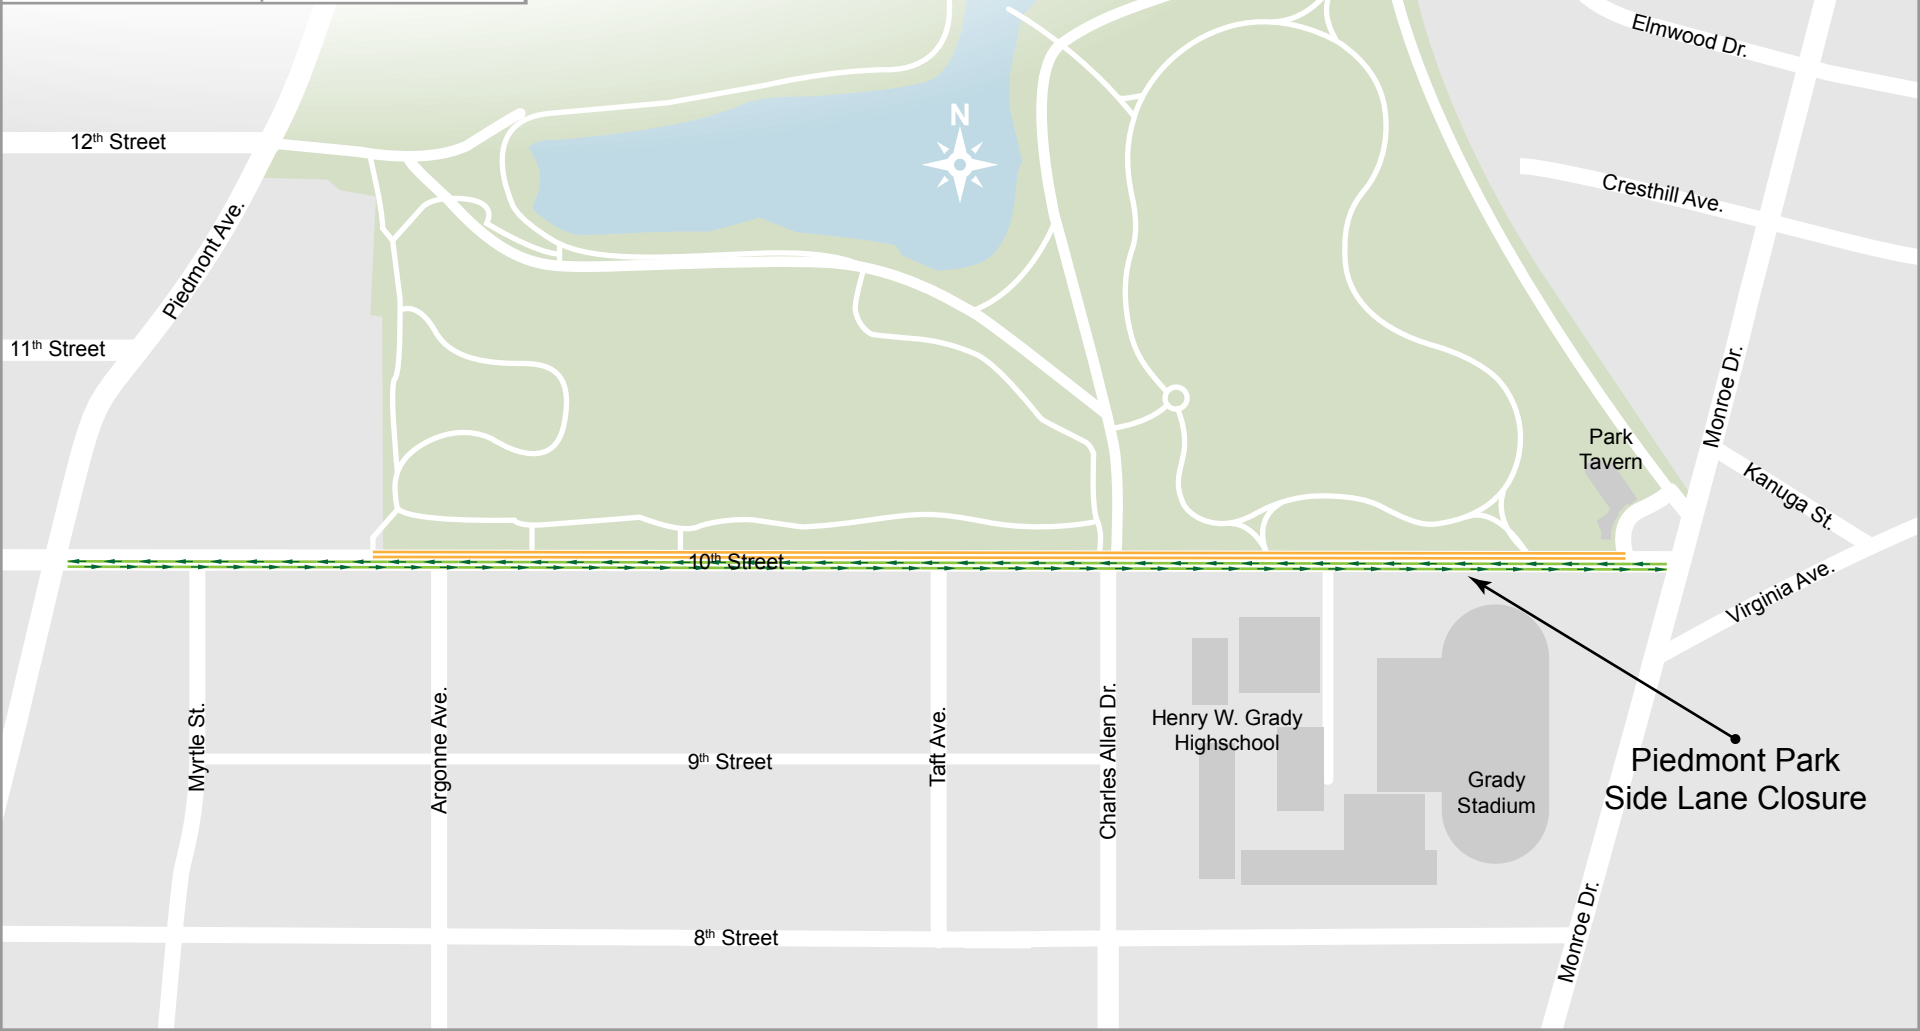 Elmwood Dr.
N
12th Street
Cresthill Ave.
Piedmont Ave.
11th Street
Monroe Dr.
Park
Tavern
Kanuga St.
10th Street
Virginia Ave.
Myrtle St.
Argonne Ave.
9th Street
Taft Ave.
Charles Allen Dr.
Henry W. Grady
Highschool
Grady
Stadium
Piedmont Park
Side Lane Closure
8th Street
Monroe Dr.